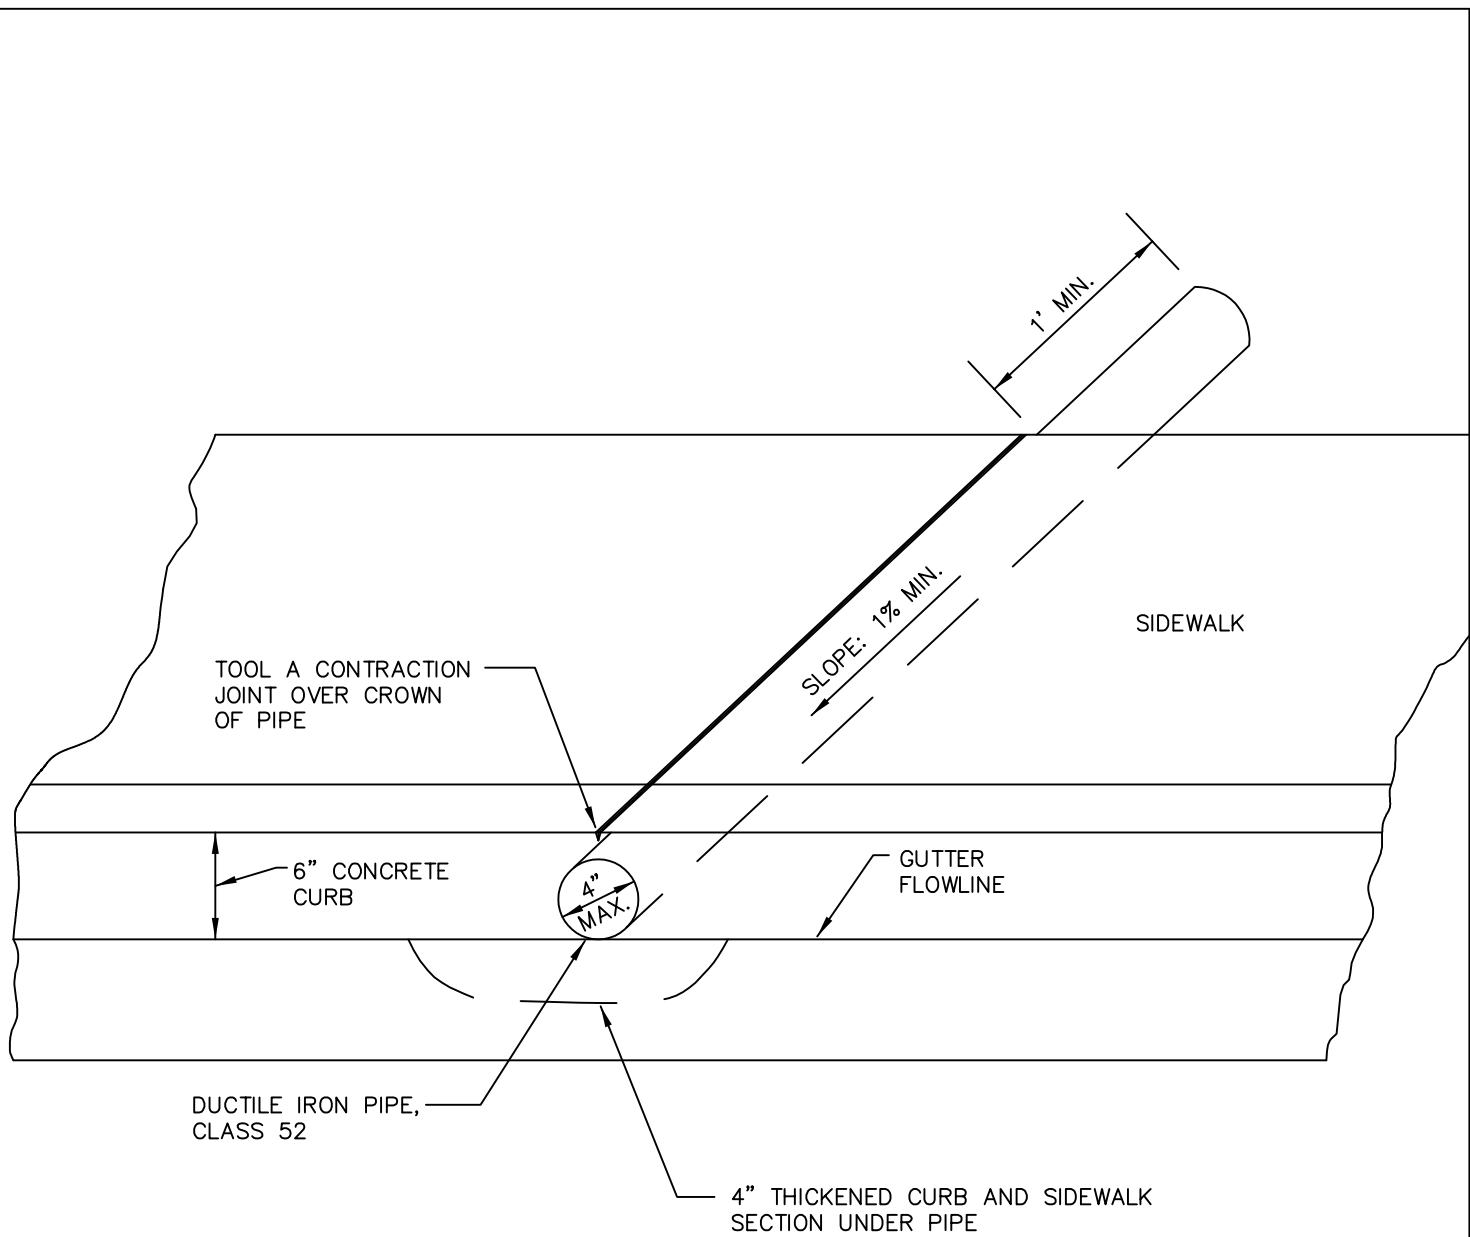 1' MIN.
SLOPE: 1% MIN.
SIDEWALK
TOOL A CONTRACTION
JOINT OVER CROWN
OF PIPE
6" CONCRETE
CURB
4"
MAX.
GUTTER
FLOWLINE
DUCTILE IRON PIPE,
CLASS 52
4" THICKENED CURB AND SIDEWALK
SECTION UNDER PIPE